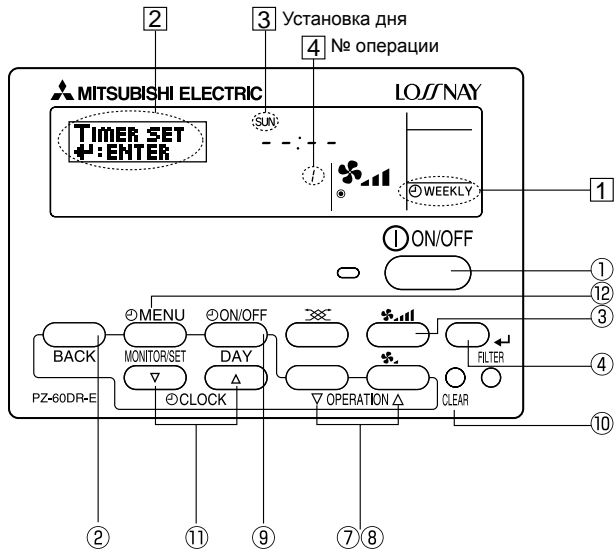 2 3 Установка дня
4 № операции
MITSUBISHI ELECTRIC LOSSNAY
TIMER SET
↵:ENTER
SUN
--:--
1
WEEKLY
1
ON/OFF
①
⑫
③
④
MENU ON/OFF
BACK MONITOR/SET DAY FILTER
▽ △
PZ-60DR-E CLOCK ▽ OPERATION △ CLEAR
⑩
② ⑪ ⑨ ⑦ ⑧